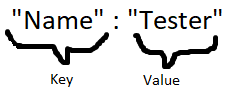 "Name" : "Tester"
Key Value